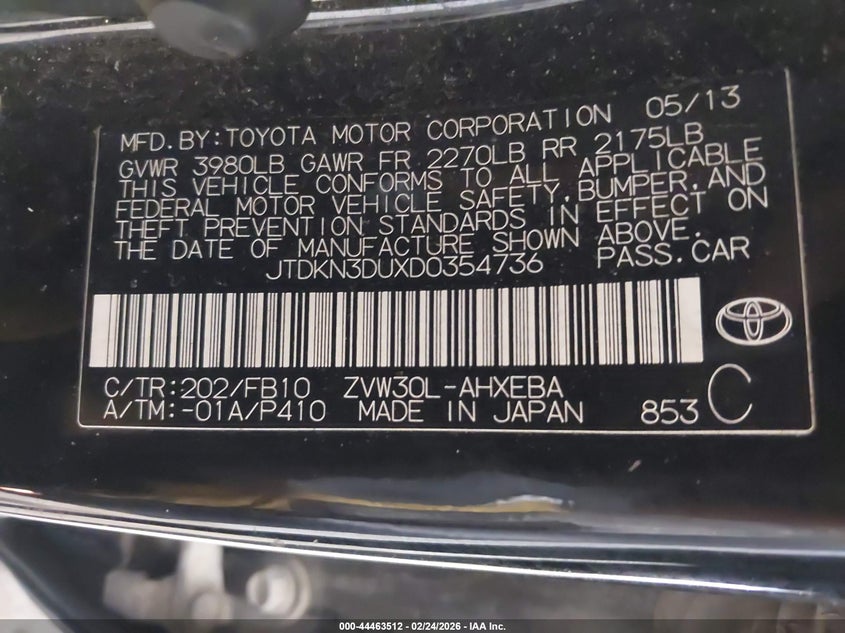 MFD.BY:TOYOTA MOTOR CORPORATION 05/13
GVWR 3980LB GAWR FR 2270LB RR 2175LB
THIS VEHICLE CONFORMS TO ALL APPLICABLE
FEDERAL MOTOR VEHICLE SAFETY,BUMPER,AND
THEFT PREVENTION STANDARDS IN EFFECT ON
THE DATE OF MANUFACTURE SHOWN ABOVE.
JTDKN3DUXD0354736 PASS.CAR
C/TR:202/FB10 ZVW30L-AHXEBA
A/TM:-01A/P410 MADE IN JAPAN 853 C
000-44463512 - 02/24/2026 - IAA Inc.